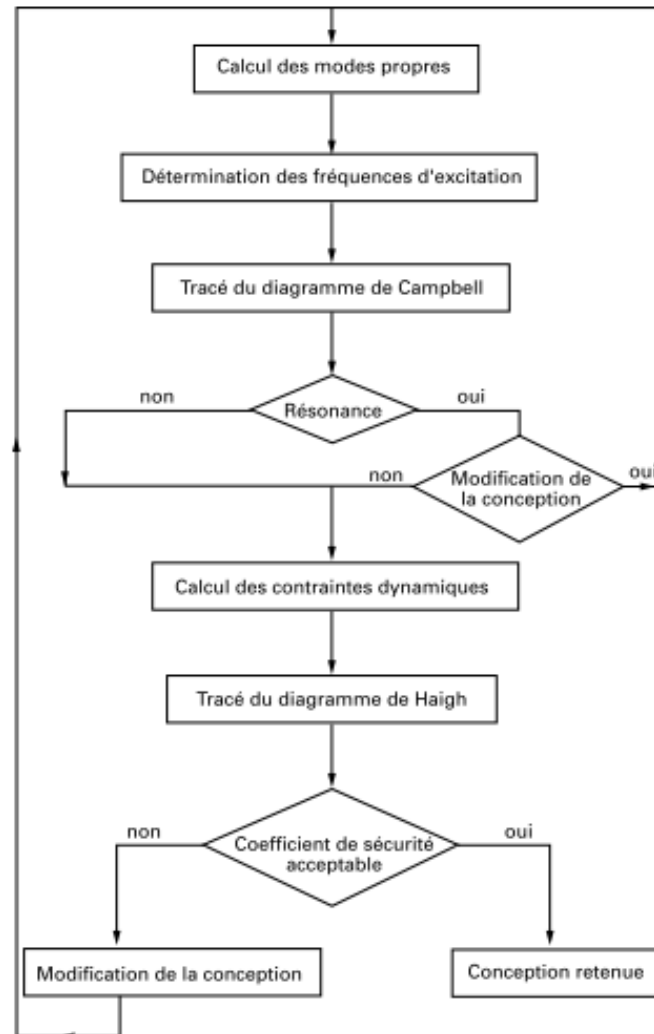 Calcul des modes propres
Détermination des fréquences d'excitation
Tracé du diagramme de Campbell
non
Résonance
oui
non
Modification de
la conception
oui
Calcul des contraintes dynamiques
Tracé du diagramme de Haigh
non
Coefficient de sécurité
acceptable
oui
Modification de la conception
Conception retenue